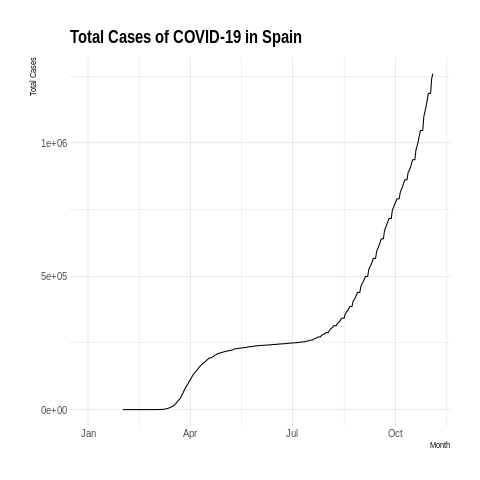 Total Cases of COVID-19 in Spain
Total Cases
1e+06
5e+05
0e+00
Jan Apr Jul Oct
Month